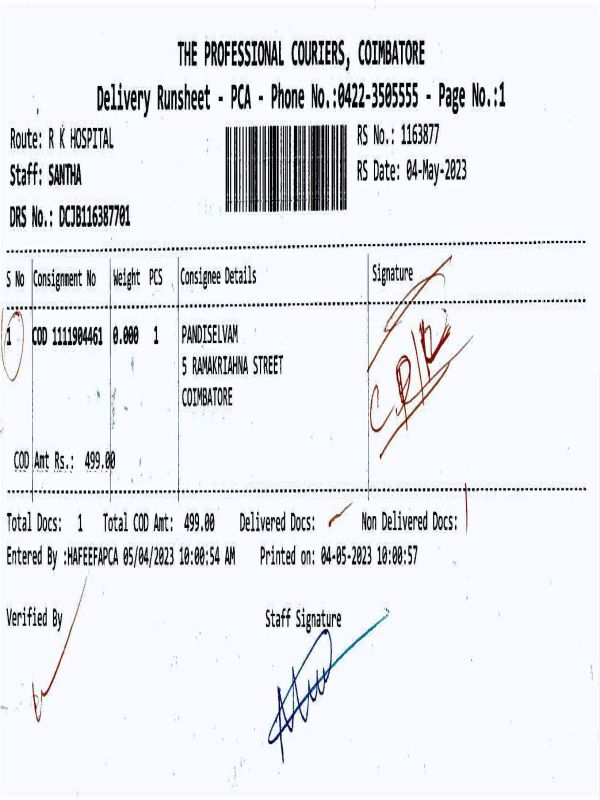 THE PROFESSIONAL COURIERS, COIMBATORE
Delivery Runsheet - PCA - Phone No.:0422-3505555 - Page No.:1
Route: R K HOSPITAL
RS No.: 1163877
Staff: SANTHA
RS Date: 04-May-2023
DRS No.: DCJB116387701
S No Consignment No Weight PCS Consignee Details Signature
1 COD 1111904461 0.000 1 PANDISELVAM
5 RAMAKRIAHNA STREET
COIMBATORE
COD Amt Rs.: 499.00
Total Docs: 1 Total COD Amt: 499.00 Delivered Docs: Non Delivered Docs:
Entered By :HAFEEFAPCA 05/04/2023 10:00:54 AM Printed on: 04-05-2023 10:00:57
Verified By Staff Signature